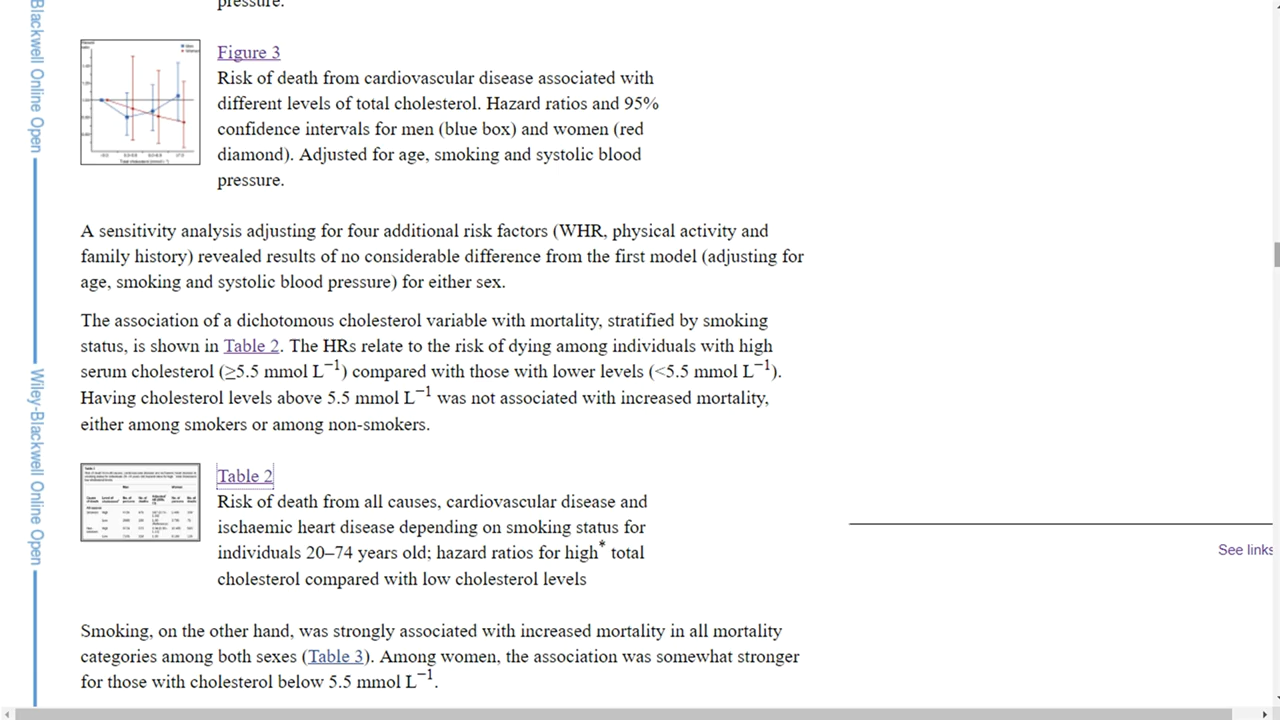 pressure.
Blackwell Online Open
Figure 3
Risk of death from cardiovascular disease associated with
different levels of total cholesterol. Hazard ratios and 95%
confidence intervals for men (blue box) and women (red
diamond). Adjusted for age, smoking and systolic blood
pressure.
A sensitivity analysis adjusting for four additional risk factors (WHR, physical activity and
family history) revealed results of no considerable difference from the first model (adjusting for
age, smoking and systolic blood pressure) for either sex.
The association of a dichotomous cholesterol variable with mortality, stratified by smoking
status, is shown in Table 2. The HRs relate to the risk of dying among individuals with high
serum cholesterol (≥5.5 mmol L⁻¹) compared with those with lower levels (<5.5 mmol L⁻¹).
Having cholesterol levels above 5.5 mmol L⁻¹ was not associated with increased mortality,
either among smokers or among non-smokers.
Wiley-Blackwell Online Open
Table 2
Risk of death from all causes, cardiovascular disease and
ischaemic heart disease depending on smoking status for
individuals 20–74 years old; hazard ratios for high* total
cholesterol compared with low cholesterol levels
See links
Smoking, on the other hand, was strongly associated with increased mortality in all mortality
categories among both sexes (Table 3). Among women, the association was somewhat stronger
for those with cholesterol below 5.5 mmol L⁻¹.